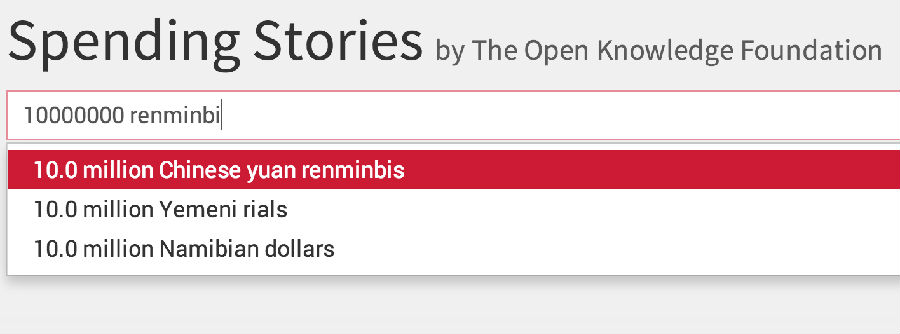 Spending Stories by The Open Knowledge Foundation
10000000 renminbi
10.0 million Chinese yuan renminbis
10.0 million Yemeni rials
10.0 million Namibian dollars